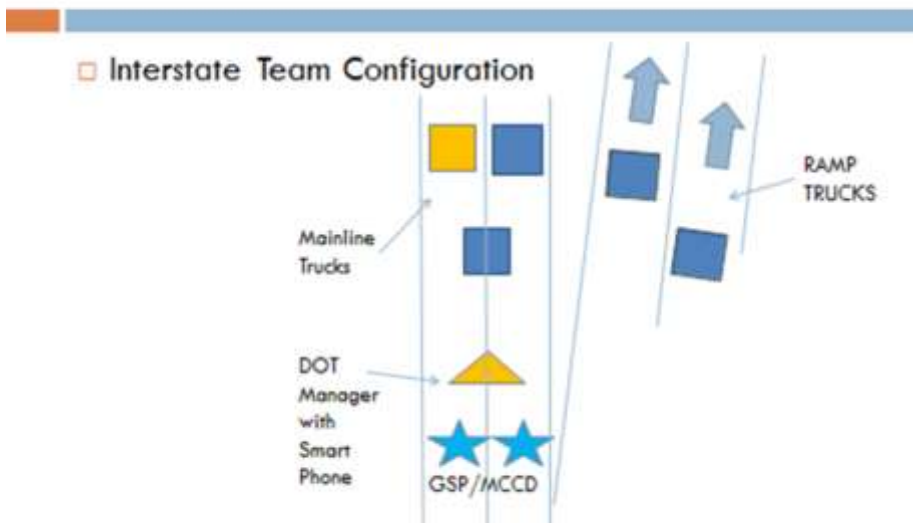 Interstate Team Configuration
RAMP
TRUCKS
Mainline
Trucks
DOT
Manager
with
Smart
Phone
GSP/MCCD